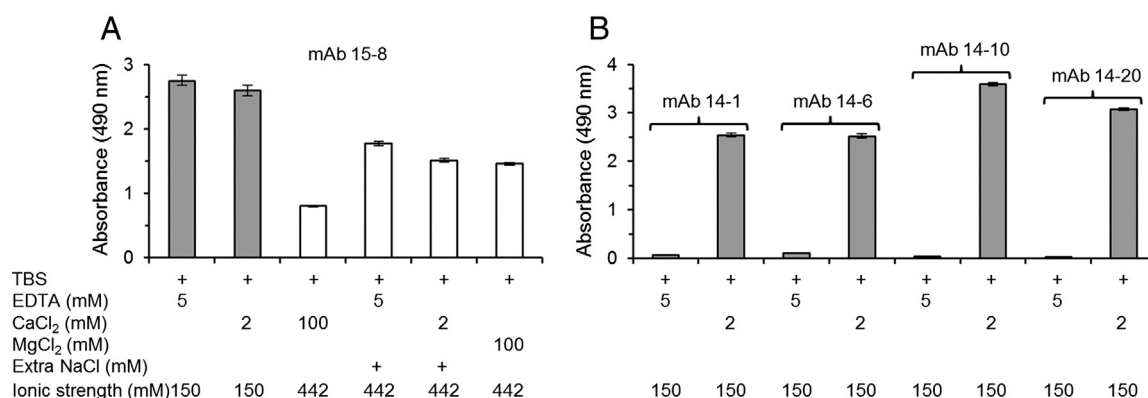 A
B
mAb 15-8
mAb 14-1
mAb 14-6
mAb 14-10
mAb 14-20
Absorbance (490 nm)
3
2
1
0
Absorbance (490 nm)
4
3
2
1
0
TBS + + + + + + + + + + + + + +
EDTA (mM) 5 5 5 5 5 5
CaCl₂ (mM) 2 100 2 2 2 2 2
MgCl₂ (mM) 100
Extra NaCl (mM) + +
Ionic strength (mM) 150 150 442 442 442 442 150 150 150 150 150 150 150 150